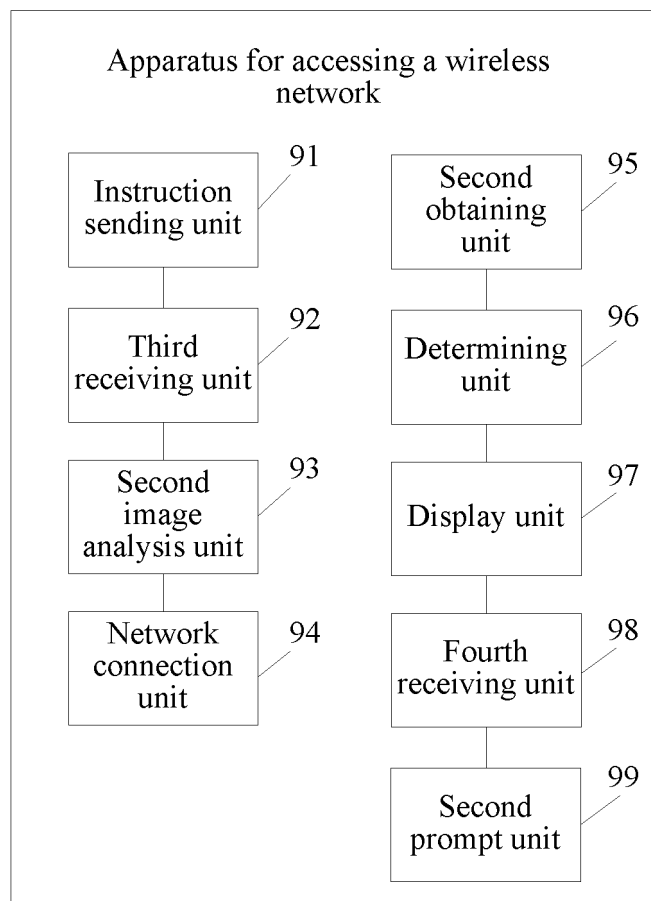 Apparatus for accessing a wireless
network
91
Instruction
sending unit
92
Third
receiving unit
93
Second
image
analysis unit
94
Network
connection
unit
95
Second
obtaining
unit
96
Determining
unit
97
Display unit
98
Fourth
receiving unit
99
Second
prompt unit